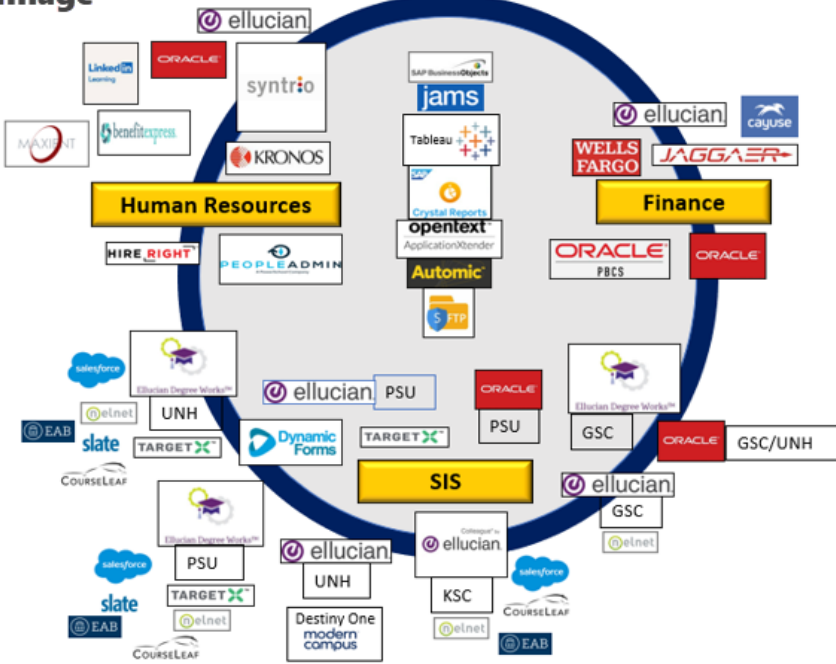 ellucian
Linkedin
Learning
ORACLE
syntrio
SAP BusinessObjects
jams
MAXIENT
benefitexpress
KRONOS
Tableau
ellucian
cayuse
WELLS
FARGO
JAGGAER
Human Resources
SAP
Crystal Reports
Finance
opentext
ApplicationXtender
HIRE RIGHT
PEOPLEADMIN
ORACLE
PBCS
ORACLE
Automic
SFTP
salesforce
Ellucian Degree Works™
nelnet
UNH
EAB
slate
TARGET X
COURSELEAF
ellucian PSU
Dynamic
Forms
TARGET X
ORACLE
PSU
Ellucian Degree Works™
GSC
ORACLE GSC/UNH
SIS
ellucian
GSC
nelnet
Ellucian Degree Works™
PSU
salesforce
slate
TARGET X
nelnet
EAB
COURSELEAF
ellucian
UNH
Destiny One
modern
campus
Colleague
ellucian
KSC
nelnet
salesforce
COURSELEAF
EAB